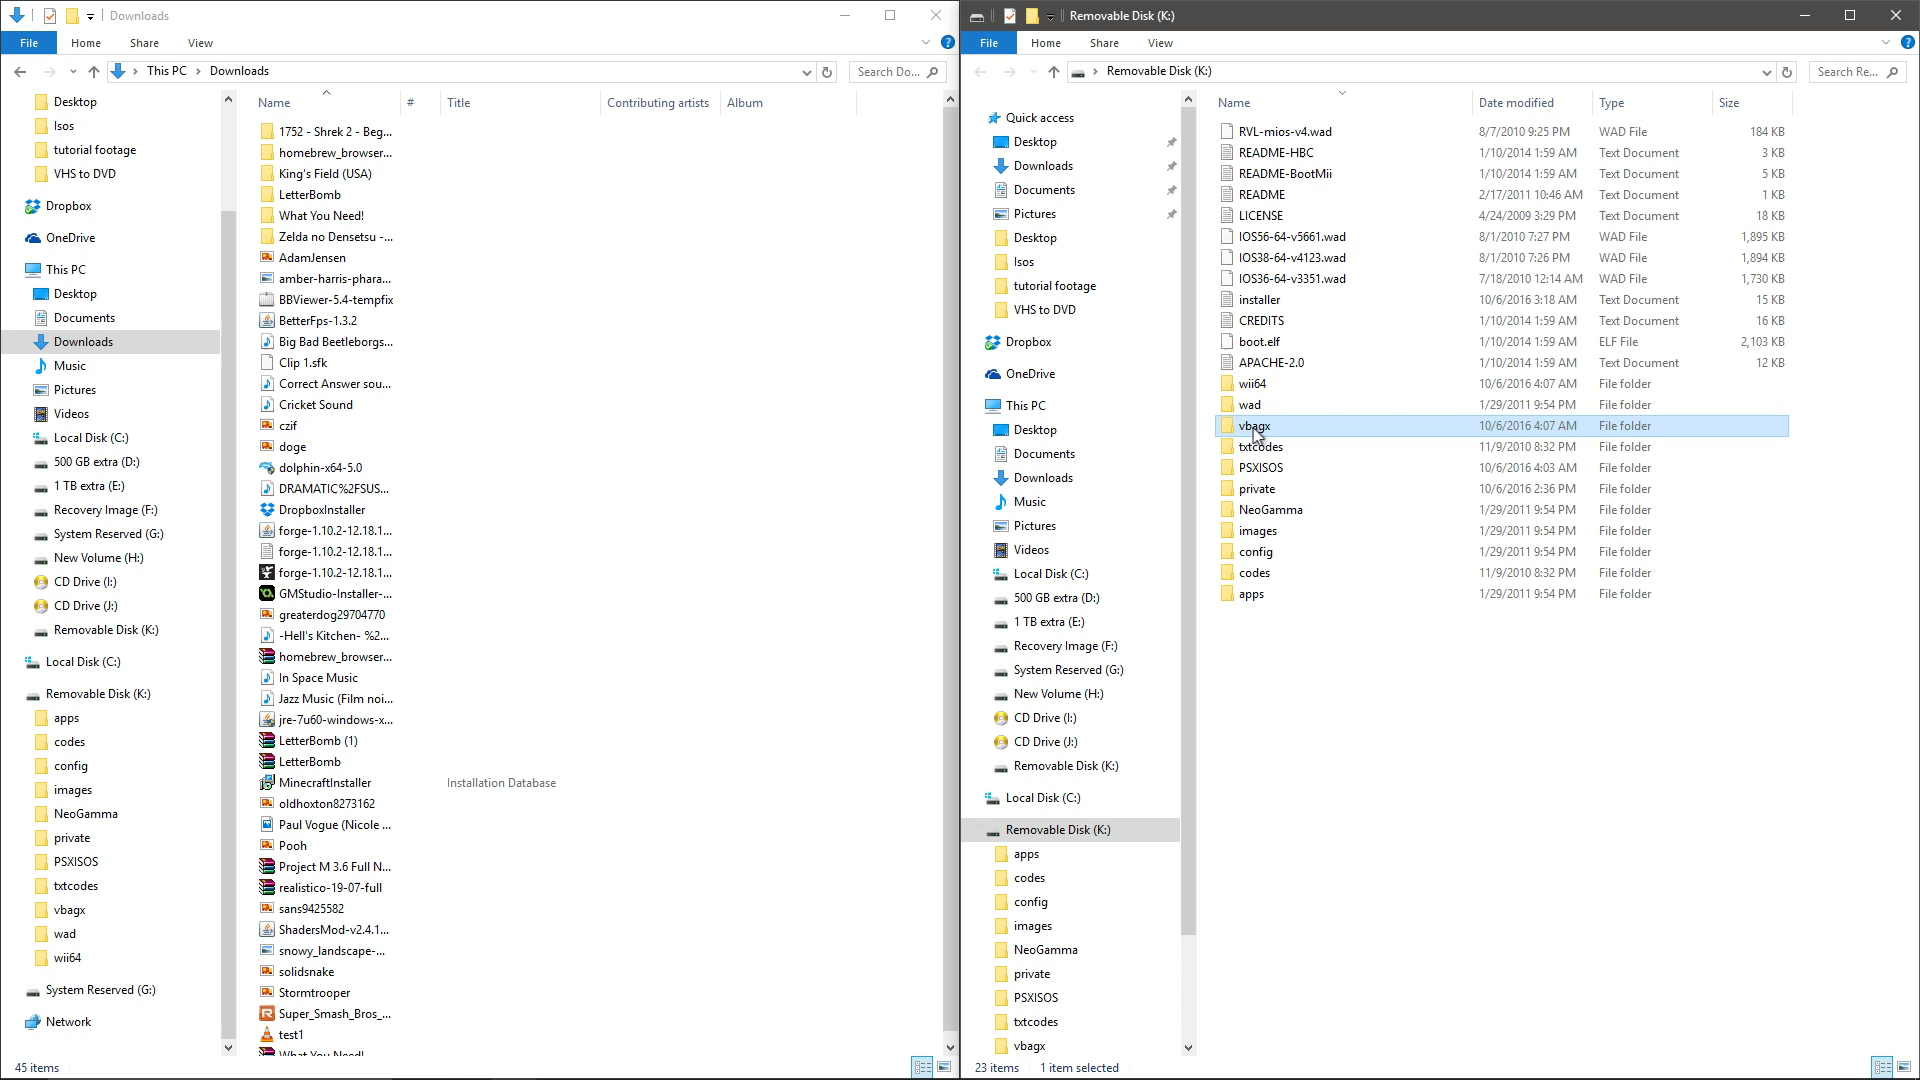 Downloads
File Home Share View
This PC Downloads
Search Do...
Desktop
Isos
tutorial footage
VHS to DVD
Dropbox
OneDrive
This PC
Desktop
Documents
Downloads
Music
Pictures
Videos
Local Disk (C:)
500 GB extra (D:)
1 TB extra (E:)
Recovery Image (F:)
System Reserved (G:)
New Volume (H:)
CD Drive (I:)
CD Drive (J:)
Removable Disk (K:)
Local Disk (C:)
Removable Disk (K:)
apps
codes
config
images
NeoGamma
private
PSXISOS
txtcodes
vbagx
wad
wii64
System Reserved (G:)
Network
Name # Title Contributing artists Album
1752 - Shrek 2 - Beg...
homebrew_browser...
King's Field (USA)
LetterBomb
What You Need!
Zelda no Densetsu -...
AdamJensen
amber-harris-phara...
BBViewer-5.4-tempfix
BetterFps-1.3.2
Big Bad Beetleborgs...
Clip 1.sfk
Correct Answer sou...
Cricket Sound
czif
doge
dolphin-x64-5.0
DRAMATIC%2FSUS...
DropboxInstaller
forge-1.10.2-12.18.1...
forge-1.10.2-12.18.1...
forge-1.10.2-12.18.1...
GMStudio-Installer-...
greaterdog29704770
-Hell's Kitchen- %2...
homebrew_browser...
In Space Music
Jazz Music (Film noi...
jre-7u60-windows-x...
LetterBomb (1)
LetterBomb
MinecraftInstaller Installation Database
oldhoxton8273162
Paul Vogue (Nicole ...
Pooh
Project M 3.6 Full N...
realistico-19-07-full
sans9425582
ShadersMod-v2.4.1...
snowy_landscape-...
solidsnake
Stormtrooper
Super_Smash_Bros_...
test1
What You Need!
45 items
Removable Disk (K:)
File Home Share View
Removable Disk (K:)
Search Re...
Quick access
Desktop
Downloads
Documents
Pictures
Desktop
Isos
tutorial footage
VHS to DVD
Dropbox
OneDrive
This PC
Desktop
Documents
Downloads
Music
Pictures
Videos
Local Disk (C:)
500 GB extra (D:)
1 TB extra (E:)
Recovery Image (F:)
System Reserved (G:)
New Volume (H:)
CD Drive (I:)
CD Drive (J:)
Removable Disk (K:)
Local Disk (C:)
Removable Disk (K:)
apps
codes
config
images
NeoGamma
private
PSXISOS
txtcodes
vbagx
Name Date modified Type Size
RVL-mios-v4.wad 8/7/2010 9:25 PM WAD File 184 KB
README-HBC 1/10/2014 1:59 AM Text Document 3 KB
README-BootMii 1/10/2014 1:59 AM Text Document 5 KB
README 2/17/2011 10:46 AM Text Document 1 KB
LICENSE 4/24/2009 3:29 PM Text Document 18 KB
IOS56-64-v5661.wad 8/1/2010 7:27 PM WAD File 1,895 KB
IOS38-64-v4123.wad 8/1/2010 7:26 PM WAD File 1,894 KB
IOS36-64-v3351.wad 7/18/2010 12:14 AM WAD File 1,730 KB
installer 10/6/2016 3:18 AM Text Document 15 KB
CREDITS 1/10/2014 1:59 AM Text Document 16 KB
boot.elf 1/10/2014 1:59 AM ELF File 2,103 KB
APACHE-2.0 1/10/2014 1:59 AM Text Document 12 KB
wii64 10/6/2016 4:07 AM File folder
wad 1/29/2011 9:54 PM File folder
vbagx 10/6/2016 4:07 AM File folder
txtcodes 11/9/2010 8:32 PM File folder
PSXISOS 10/6/2016 4:03 AM File folder
private 10/6/2016 2:36 PM File folder
NeoGamma 1/29/2011 9:54 PM File folder
images 1/29/2011 9:54 PM File folder
config 1/29/2011 9:54 PM File folder
codes 11/9/2010 8:32 PM File folder
apps 1/29/2011 9:54 PM File folder
23 items 1 item selected